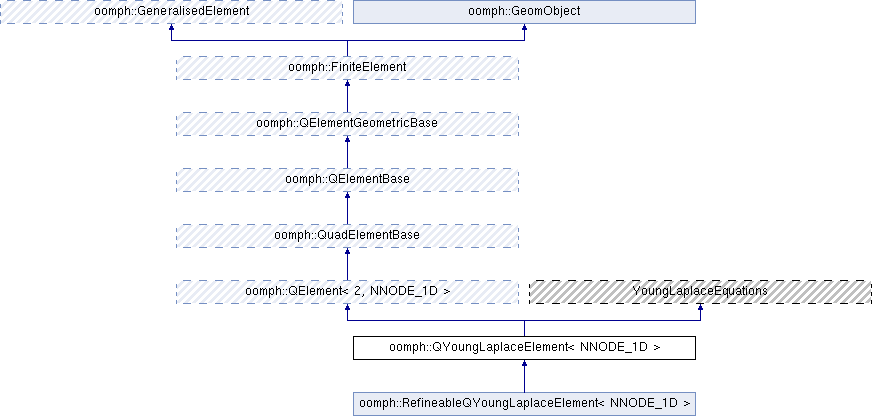 oomph::GeneralisedElement
oomph::GeomObject
oomph::FiniteElement
oomph::QElementGeometricBase
oomph::QElementBase
oomph::QuadElementBase
oomph::QElement< 2, NNODE_1D >
YoungLaplaceEquations
oomph::QYoungLaplaceElement< NNODE_1D >
oomph::RefineableQYoungLaplaceElement< NNODE_1D >